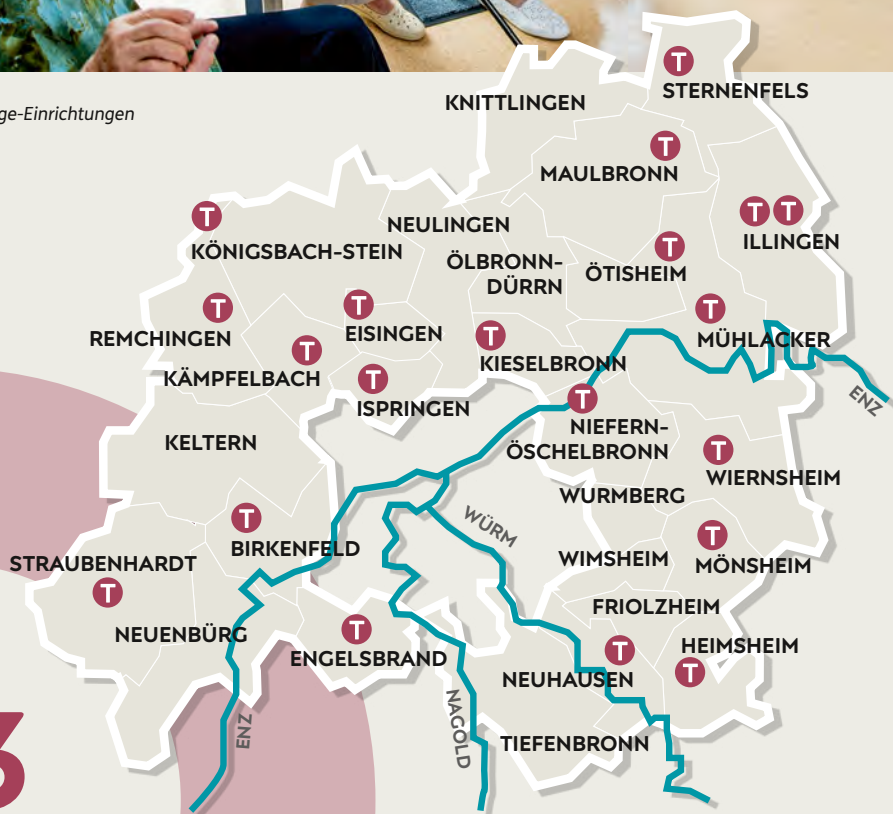 ge-Einrichtungen
T
STERNENFELS
KNITTLINGEN
T
MAULBRONN
T T
ILLINGEN
T
KÖNIGSBACH-STEIN
NEULINGEN
ÖLBRONN-
DÜRRN
T
ÖTISHEIM
T
REMCHINGEN
T
EISINGEN
T
KIESELBRONN
T
MÜHLACKER
T
KÄMPFELBACH
T
ISPRINGEN
ENZ
T
NIEFERN-
ÖSCHELBRONN
KELTERN
T
WIERNSHEIM
WURMBERG
T
BIRKENFELD
WÜRM
T
MÖNSHEIM
WIMSHEIM
STRAUBENHARDT
T
FRIOLZHEIM
NEUENBÜRG
T
ENGELSBRAND
T
NEUHAUSEN
HEIMSHEIM
T
ENZ
NAGOLD
TIEFENBRONN
3